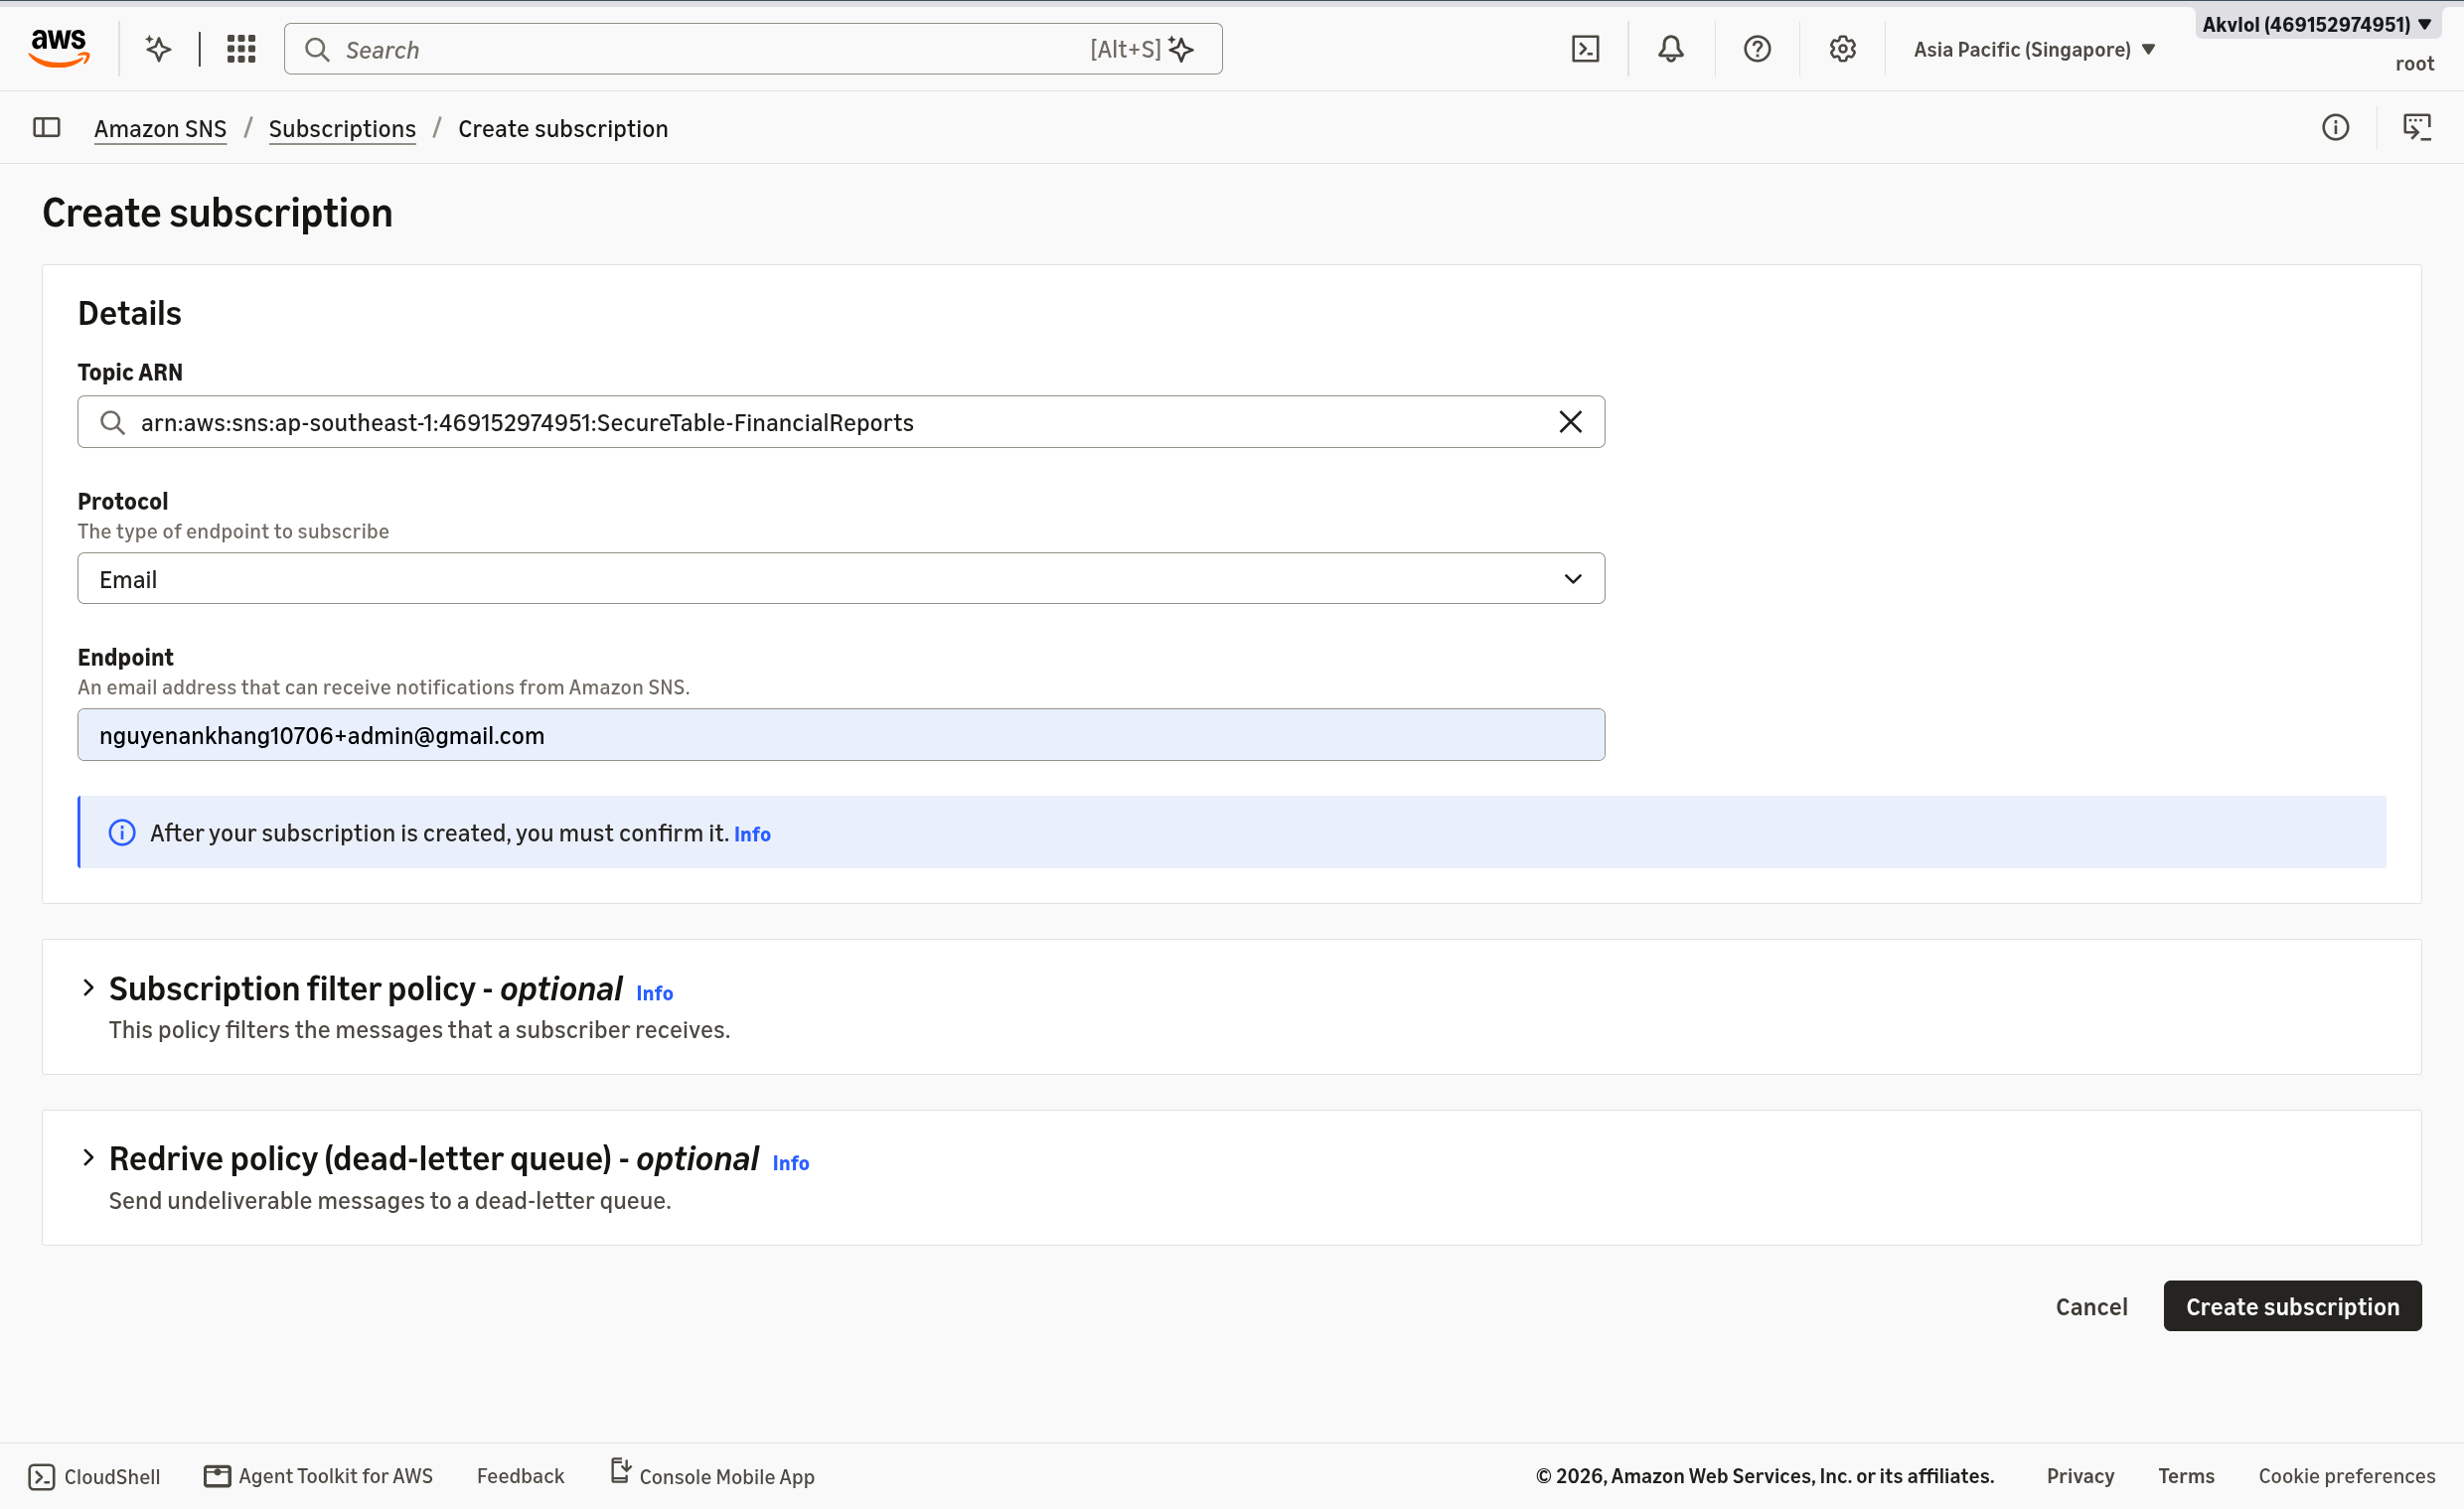 aws
Search
[Alt+S]
Asia Pacific (Singapore)
Akvlol (469152974951)
root
Amazon SNS / Subscriptions / Create subscription
Create subscription
Details
Topic ARN
arn:aws:sns:ap-southeast-1:469152974951:SecureTable-FinancialReports
Protocol
The type of endpoint to subscribe
Email
Endpoint
An email address that can receive notifications from Amazon SNS.
nguyenankhang10706+admin@gmail.com
After your subscription is created, you must confirm it. Info
Subscription filter policy - optional Info
This policy filters the messages that a subscriber receives.
Redrive policy (dead-letter queue) - optional Info
Send undeliverable messages to a dead-letter queue.
Cancel
Create subscription
CloudShell
Agent Toolkit for AWS
Feedback
Console Mobile App
© 2026, Amazon Web Services, Inc. or its affiliates.
Privacy
Terms
Cookie preferences